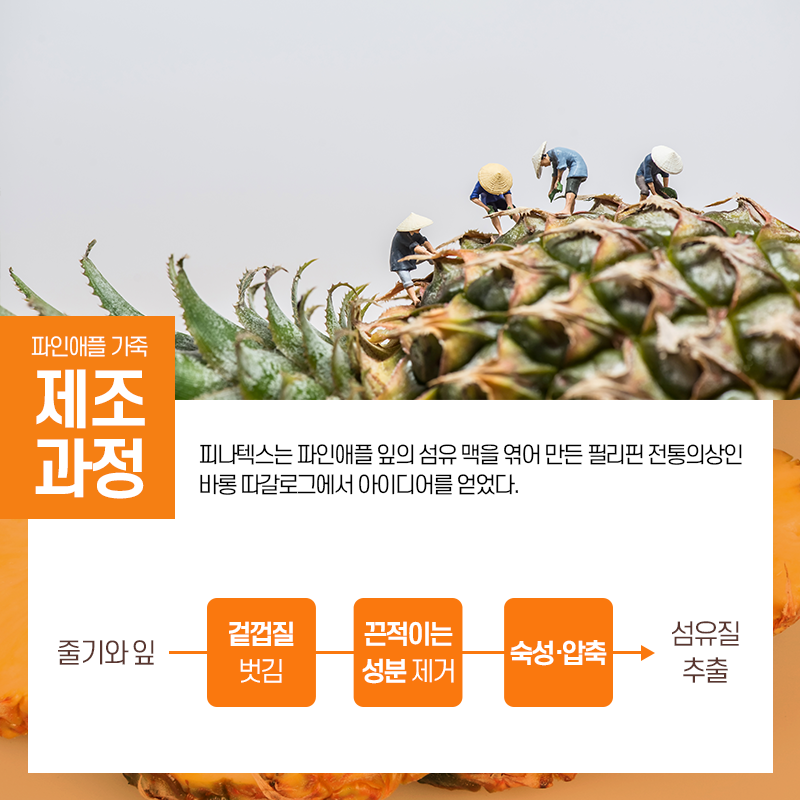 파인애플 가죽
제조
과정
피나텍스는 파인애플 잎의 섬유 맥을 엮어 만든 필리핀 전통의상인
바롱 따갈로그에서 아이디어를 얻었다.
줄기와 잎
겉껍질
벗김
끈적이는
성분 제거
숙성·압축
섬유질
추출